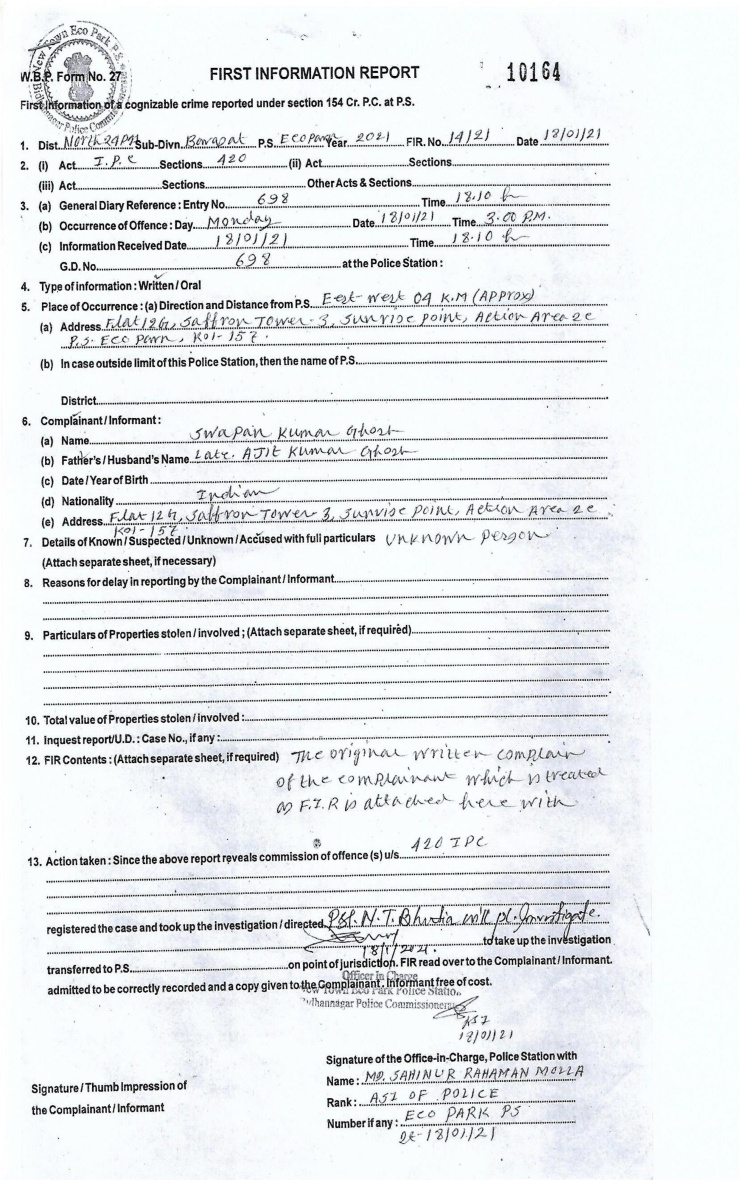 New Town Eco Park P.S.
Bidhannagar Police Commissionerate
W.B.P. Form No. 27
FIRST INFORMATION REPORT
10164
First Information of a cognizable crime reported under section 154 Cr. P.C. at P.S.
1. Dist. North 24 Pgs Sub-Divn. Barasat P.S. Eco Park Year 2021 FIR. No. 14/21 Date 18/01/21
2. (i) Act I.P.C Sections 420 (ii) Act Sections
(iii) Act Sections Other Acts & Sections
3. (a) General Diary Reference : Entry No. 698 Time 18.10 h
(b) Occurrence of Offence : Day Monday Date 18/01/21 Time 3.00 P.M.
(c) Information Received Date 18/01/21 Time 18.10 h
G.D. No. 698 at the Police Station :
4. Type of information : Written / Oral
5. Place of Occurrence : (a) Direction and Distance from P.S. East-West 04 K.M (APProx)
(a) Address Flat 12G, Saffron Tower-3, Sunrise Point, Action Area 2C
P.S- Eco Park, Kol-157.
(b) In case outside limit of this Police Station, then the name of P.S.
District
6. Complainant / Informant :
(a) Name Swapan Kumar Ghosh
(b) Father's / Husband's Name Late. AJIt Kumar Ghosh
(c) Date / Year of Birth
(d) Nationality Indian
(e) Address Flat 12G, Saffron Tower 3, Sunrise Point, Action Area 2C
Kol-157.
7. Details of Known / Suspected / Unknown / Accused with full particulars Unknown Person
(Attach separate sheet, if necessary)
8. Reasons for delay in reporting by the Complainant / Informant
9. Particulars of Properties stolen / involved ; (Attach separate sheet, if required)
10. Total value of Properties stolen / involved :
11. Inquest report/U.D. : Case No., if any :
12. FIR Contents : (Attach separate sheet, if required) The original written complain
of the complainant which is treated
as F.I.R is attached here with
13. Action taken : Since the above report reveals commission of offence (s) u/s. 420 IPC
registered the case and took up the investigation / directed PSI. N.T. Bhutia will pl. Investigate.
18/1/2021. to take up the investigation
transferred to P.S. on point of jurisdiction. FIR read over to the Complainant / Informant.
Officer in Charge
admitted to be correctly recorded and a copy given to the Complainant. Informant free of cost.
New Town Eco Park Police Statio
Bidhannagar Police Commissionerate
ASI
18/01/21
Signature of the Office-in-Charge, Police Station with
Signature / Thumb Impression of
the Complainant / Informant
Name : MD. SAHINUR RAHAMAN MOLLA
Rank : ASI OF POLICE
Number if any : ECO PARK PS
Dt-18/01/21